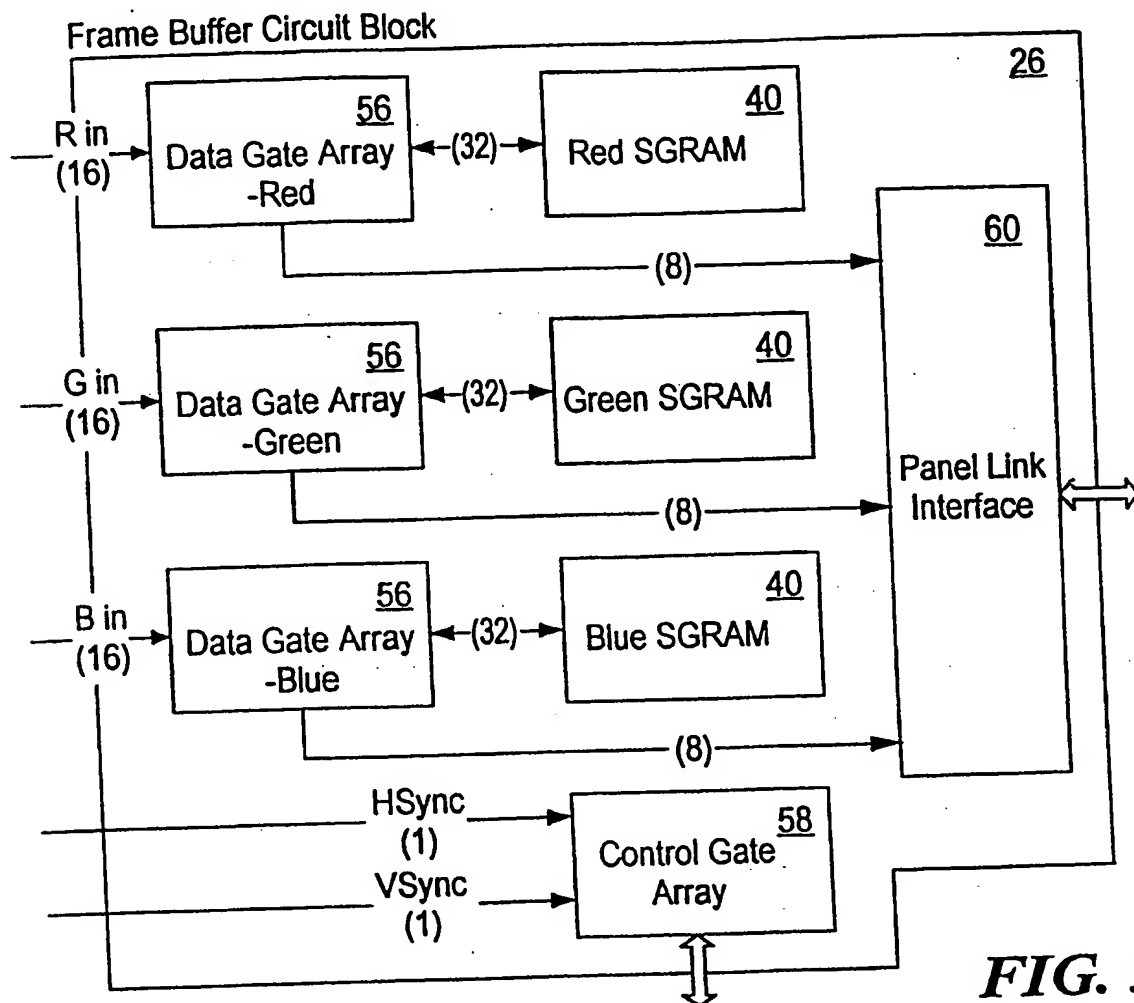 Frame Buffer Circuit Block
26
R in
(16)
56
Data Gate Array
-Red
(32)
40
Red SGRAM
(8)
60
Panel Link
Interface
G in
(16)
56
Data Gate Array
-Green
(32)
40
Green SGRAM
(8)
B in
(16)
56
Data Gate Array
-Blue
(32)
40
Blue SGRAM
(8)
HSync
(1)
VSync
(1)
58
Control Gate
Array
FIG.